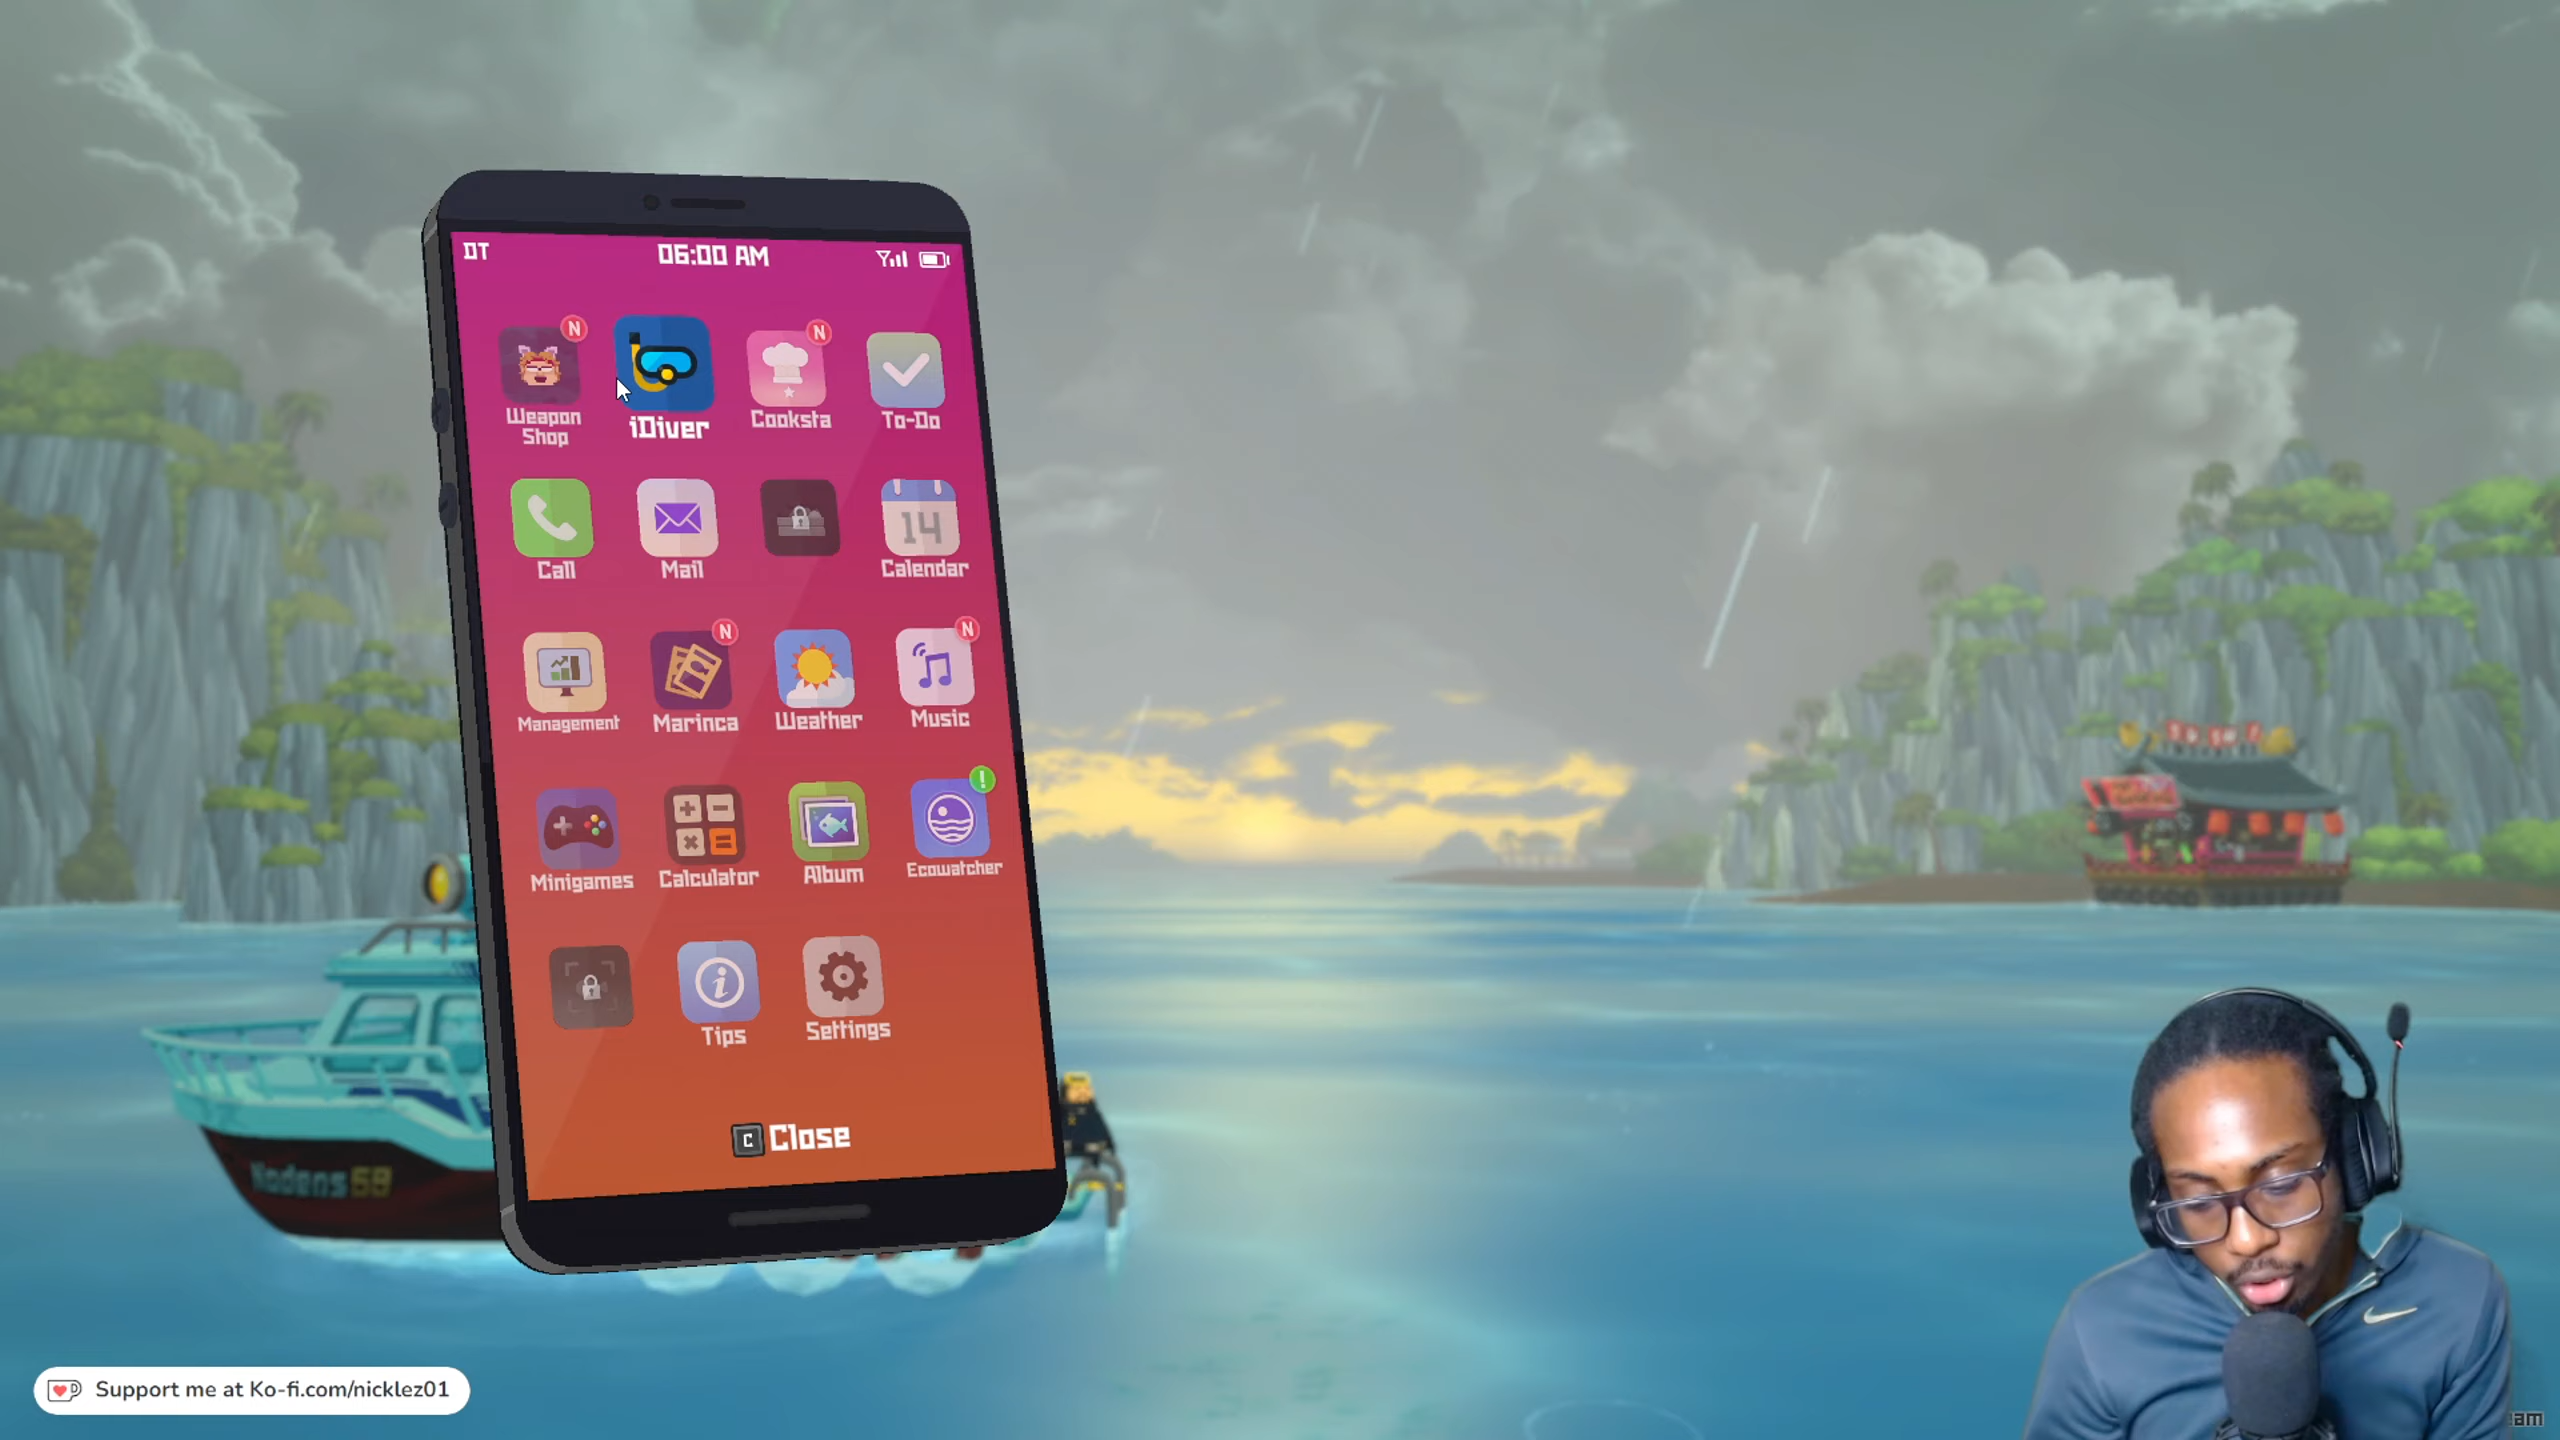 DT
06:00 AM
N
N
Weapon
Shop
iDiver
Cooksta
To-Do
14
Call
Mail
Calendar
N
N
Management
Marinca
Weather
Music
!
Minigames
Calculator
Album
Ecowatcher
i
Tips
Settings
C Close
Nodens58
Support me at Ko-fi.com/nicklez01